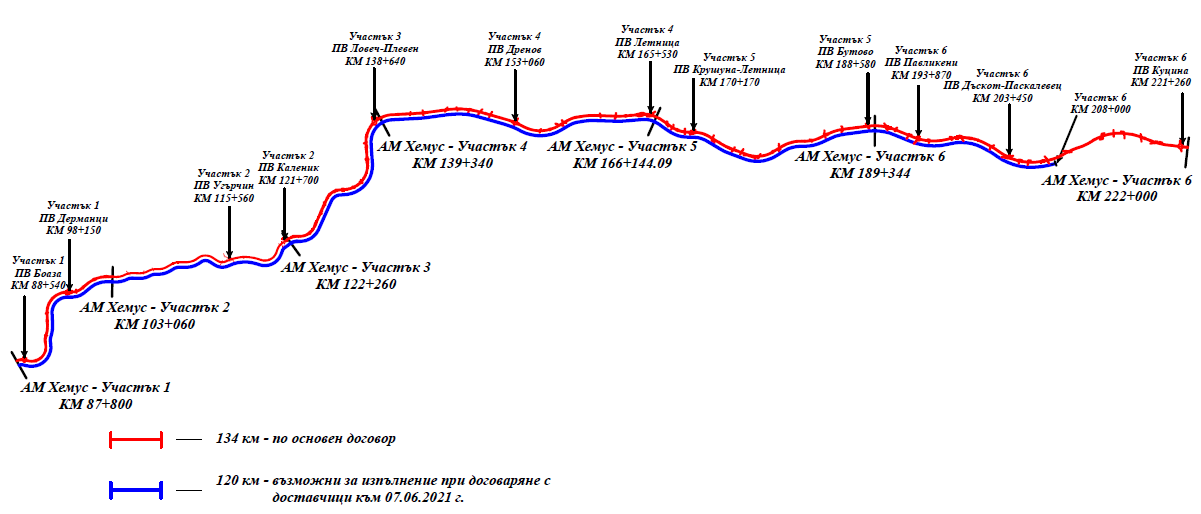 Участък 1
ПВ Боаза
КМ 88+540
Участък 1
ПВ Дерманци
КМ 98+150
Участък 2
ПВ Угърчин
КМ 115+560
Участък 2
ПВ Каленик
КМ 121+700
Участък 3
ПВ Ловеч-Плевен
КМ 138+640
Участък 4
ПВ Дренов
КМ 153+060
Участък 4
ПВ Летница
КМ 165+530
Участък 5
ПВ Крушуна-Летница
КМ 170+170
Участък 5
ПВ Бутово
КМ 188+580
Участък 6
ПВ Павликени
КМ 193+870
Участък 6
ПВ Дъскот-Паскалевец
КМ 203+450
Участък 6
КМ 208+000
Участък 6
ПВ Куцина
КМ 221+260
АМ Хемус - Участък 1
КМ 87+800
АМ Хемус - Участък 2
КМ 103+060
АМ Хемус - Участък 3
КМ 122+260
АМ Хемус - Участък 4
КМ 139+340
АМ Хемус - Участък 5
КМ 166+144.09
АМ Хемус - Участък 6
КМ 189+344
АМ Хемус - Участък 6
КМ 222+000
134 км - по основен договор
120 км - възможни за изпълнение при договаряне с
доставчици към 07.06.2021 г.